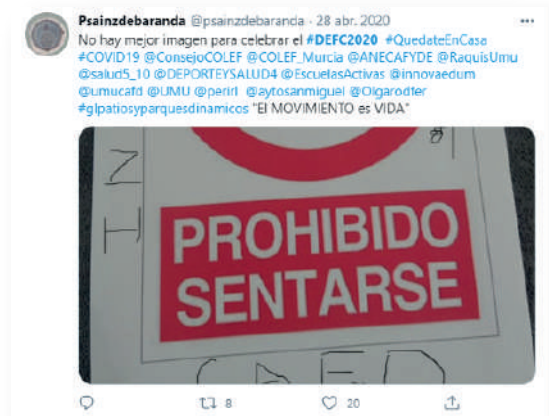 Psainzdebaranda @psainzdebaranda · 28 abr. 2020
No hay mejor imagen para celebrar el #DEFC2020 #QuedateEnCasa
#COVID19 @ConsejoCOLEF @COLEF_Murcia @ANECAFYDE @RaquisUmu
@salud5_10 @DEPORTEYSALUD4 @EscuelasActivas @innovaedum
@umucafd @UMU @perirl @aytosanmiguel @Olgarodfer
#glpatiosyparquesdinamicos "El MOVIMIENTO es VIDA"
PROHIBIDO
SENTARSE
8 20